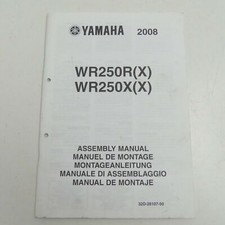 YAMAHA 2008
WR250R(X)
WR250X(X)
ASSEMBLY MANUAL
MANUEL DE MONTAGE
MONTAGEANLEITUNG
MANUALE DI ASSEMBLAGGIO
MANUAL DE MONTAJE